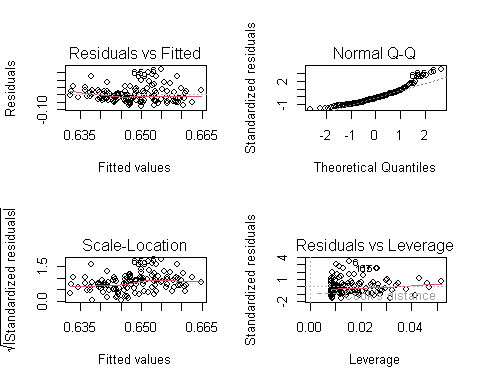 Residuals vs Fitted
Residuals
-0.10
0.635 0.650 0.665
Fitted values
Normal Q-Q
Standardized residuals
-1 2
-2 -1 0 1 2
Theoretical Quantiles
Scale-Location
√|Standardized residuals|
0.0 1.5
0.635 0.650 0.665
Fitted values
Residuals vs Leverage
Standardized residuals
-2 1 4
distance
0.00 0.02 0.04
Leverage